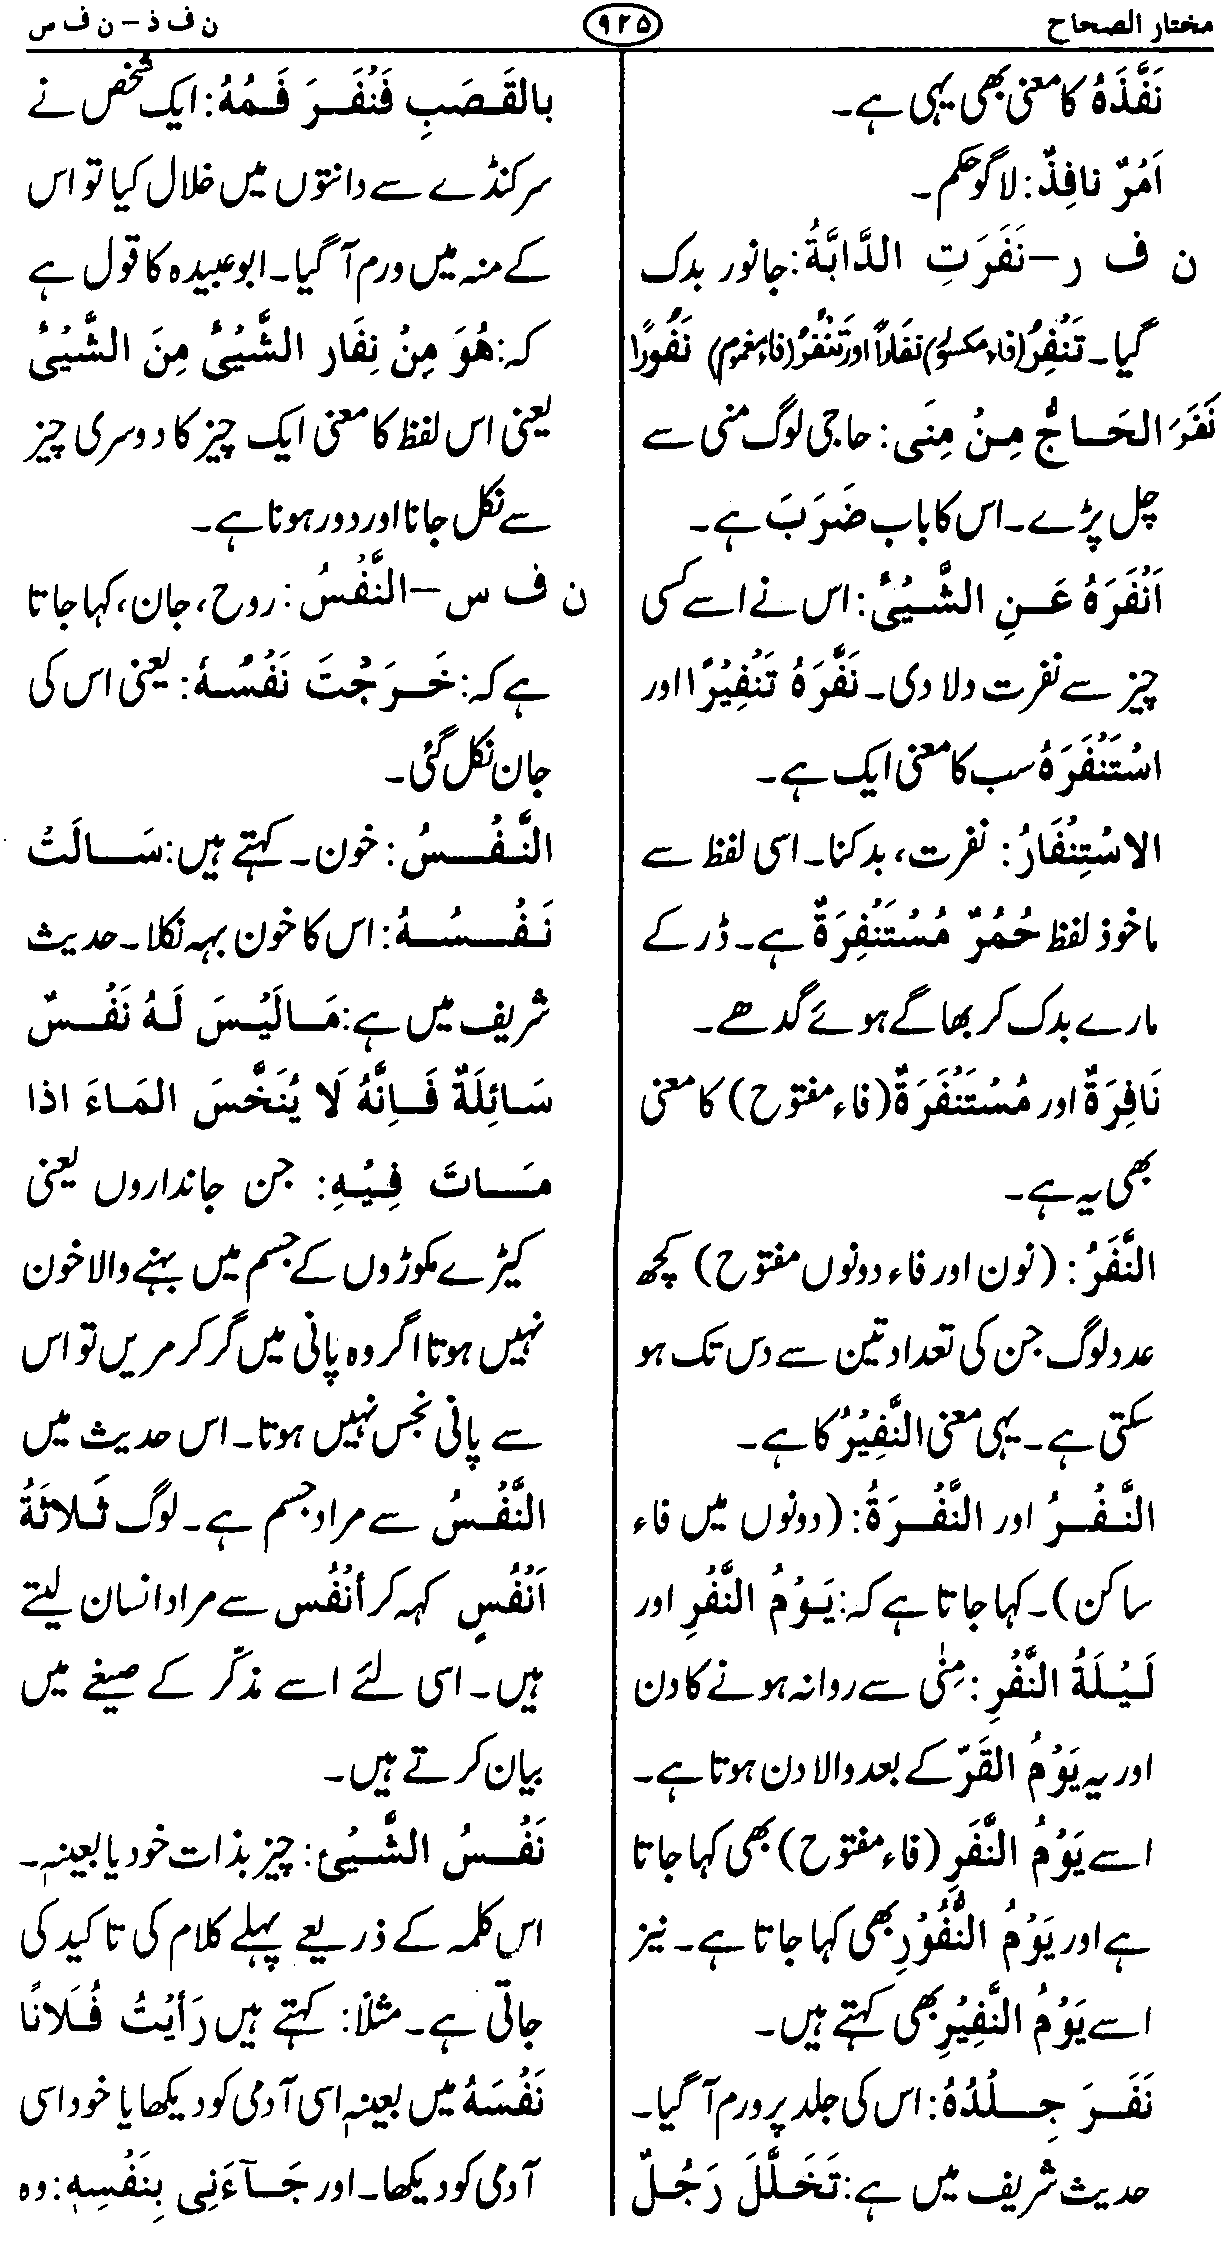 مختار الصحاح
۹۲۵
ن ف ذ – ن ف س
نَفَّذَہُ کا معنی بھی یہی ہے۔
اَمْرٌ نافِذٌ: لاگو حکم۔
ن ف ر – نَفَرَتِ الدَّابَّةُ: جانور بدک
گیا۔ تَنْفِرُ (فاء مکسور) نِفَاراً اور تَنْفُرُ (فاء مضموم) نُفُورًا
نَفَرَ الحَاجُّ مِنْ مِنَی: حاجی لوگ منی سے
چل پڑے۔ اس کا باب ضَرَبَ ہے۔
اَنْفَرَهُ عَنِ الشَّيْئُ: اس نے اسے کسی
چیز سے نفرت دلا دی۔ نَفَّرَهُ تَنْفِيْرًا اور
اسْتَنْفَرَهُ سب کا معنی ایک ہے۔
الاسْتِنْفَارُ: نفرت، بدکنا۔ اسی لفظ سے
ماخوذ لفظ حُمُرٌ مُسْتَنْفِرَةٌ ہے۔ ڈر کے
مارے بدک کر بھاگے ہوئے گدھے۔
نَافِرَةٌ اور مُسْتَنْفَرَةٌ (فاء مفتوح) کا معنی
بھی یہ ہے۔
النَّفَرُ: (نون اور فاء دونوں مفتوح) کچھ
عدد لوگ جن کی تعداد تین سے دس تک ہو
سکتی ہے۔ یہی معنی النَّفِيْرُ کا ہے۔
النَّفْرُ اور النَّفْرَةُ: (دونوں میں فاء
ساکن)۔ کہا جاتا ہے کہ: يَوْمُ النَّفْرِ اور
لَيْلَةُ النَّفْرِ: مِنٰی سے روانہ ہونے کا دن
اور یہ يَوْمُ القَرِّ کے بعد والا دن ہوتا ہے۔
اسے يَوْمُ النَّفَرِ (فاء مفتوح) بھی کہا جاتا
ہے اور يَوْمُ النُّفُوْرِ بھی کہا جاتا ہے۔ نیز
اسے يَوْمُ النَّفِيْرِ بھی کہتے ہیں۔
نَفَرَ جِلْدُهُ: اس کی جلد پر ورم آ گیا۔
حدیث شریف میں ہے: تَخَلَّلَ رَجُلٌ
بالقَصَبِ فَنُفَرَ فَمُهُ: ایک شخص نے
سرکنڈے سے دانتوں میں خلال کیا تو اس
کے منہ میں ورم آ گیا۔ ابو عبیدہ کا قول ہے
کہ: هُوَ مِنْ نِفَار الشَّيْئُ مِنَ الشَّيْئُ
یعنی اس لفظ کا معنی ایک چیز کا دوسری چیز
سے نکل جانا اور دور ہونا ہے۔
ن ف س – النَّفْسُ: روح، جان، کہا جاتا
ہے کہ: خَرَجْتَ نَفْسُهُ: یعنی اس کی
جان نکل گئی۔
النَّفْسُ: خون۔ کہتے ہیں: سَالَتْ
نَفْسُهُ: اس کا خون بہہ نکلا۔ حدیث
شریف میں ہے: مَالَيْسَ لَهُ نَفْسٌ
سَائِلَةٌ فَاِنَّهُ لَا يُنَخَّسَ المَاءَ اذا
مَاتَ فِيْهِ: جن جانداروں یعنی
کیڑے مکوڑوں کے جسم میں بہنے والا خون
نہیں ہوتا اگر وہ پانی میں گر کر مریں تو اس
سے پانی نجس نہیں ہوتا۔ اس حدیث میں
النَّفْسُ سے مراد جسم ہے۔ لوگ ثَلاثَةُ
اَنْفُسٍ کہہ کر أَنْفُس سے مراد انسان لیتے
ہیں۔ اسی لئے اسے مذکّر کے صیغے میں
بیان کرتے ہیں۔
نَفْسُ الشَّيْئ: چیز بذات خود یا بعینہٖ۔
اس کلمہ کے ذریعے پہلے کلام کی تاکید کی
جاتی ہے۔ مثلًا: کہتے ہیں رَأَيْتُ فُلَانًا
نَفْسَهُ میں بعینہٖ اسی آدمی کو دیکھا یا خود اسی
آدمی کو دیکھا۔ اور جَآءَنِی بِنَفْسِهٖ: وہ